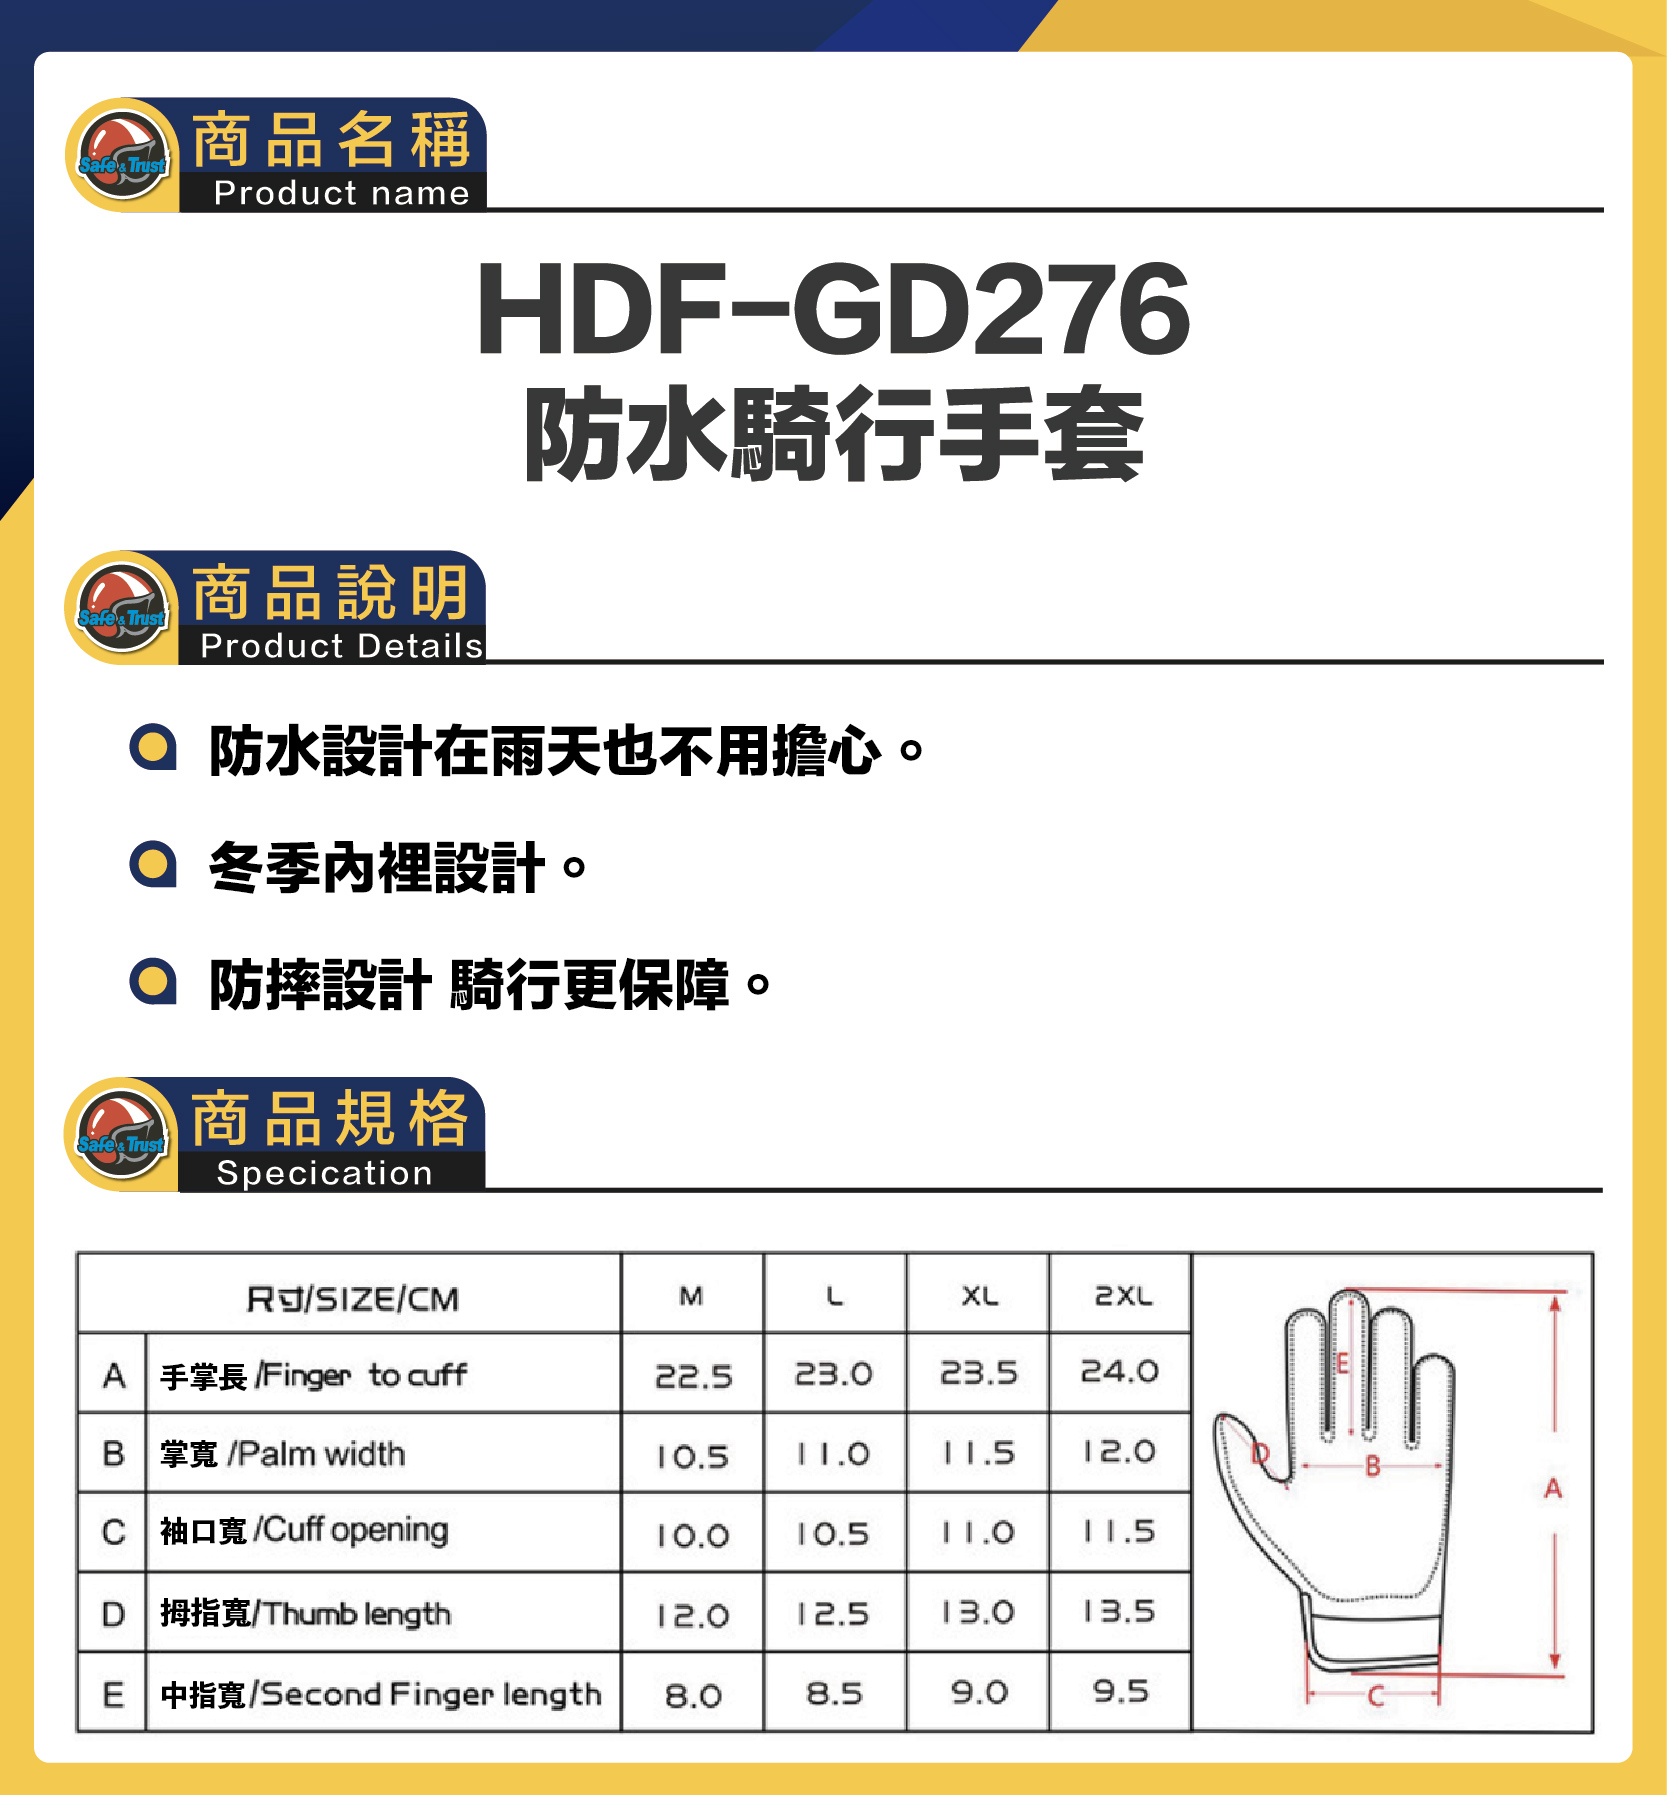 Safe & Trust
商品名稱
Product name
HDF-GD276
防水騎行手套
Safe & Trust
商品說明
Product Details
防水設計在雨天也不用擔心。
冬季內裡設計。
防摔設計 騎行更保障。
Safe & Trust
商品規格
Specication
尺寸/SIZE/CM M L XL 2XL
A 手掌長 /Finger to cuff 22.5 23.0 23.5 24.0
B 掌寬 /Palm width 10.5 11.0 11.5 12.0
C 袖口寬 /Cuff opening 10.0 10.5 11.0 11.5
D 拇指寬/Thumb length 12.0 12.5 13.0 13.5
E 中指寬/Second Finger length 8.0 8.5 9.0 9.5
E
D
B
A
C